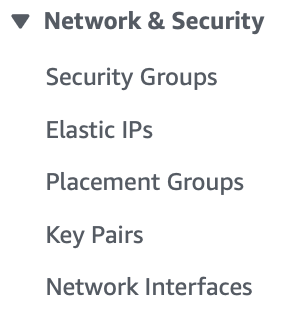 Network & Security
Security Groups
Elastic IPs
Placement Groups
Key Pairs
Network Interfaces